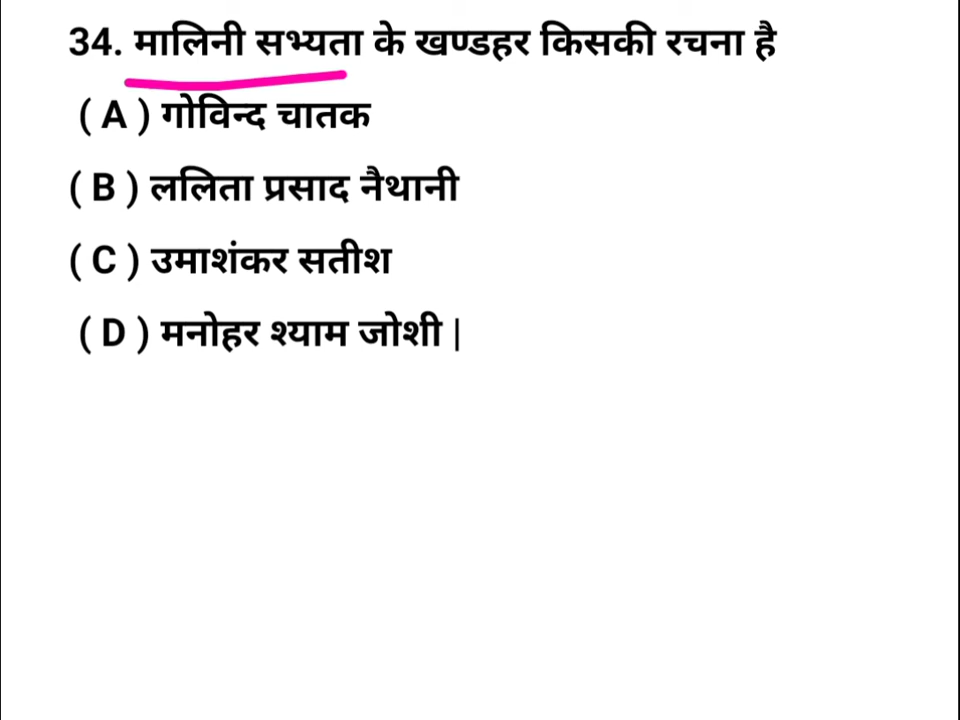 34. मालिनी सभ्यता के खण्डहर किसकी रचना है
( A ) गोविन्द चातक
( B ) ललिता प्रसाद नैथानी
( C ) उमाशंकर सतीश
( D ) मनोहर श्याम जोशी |